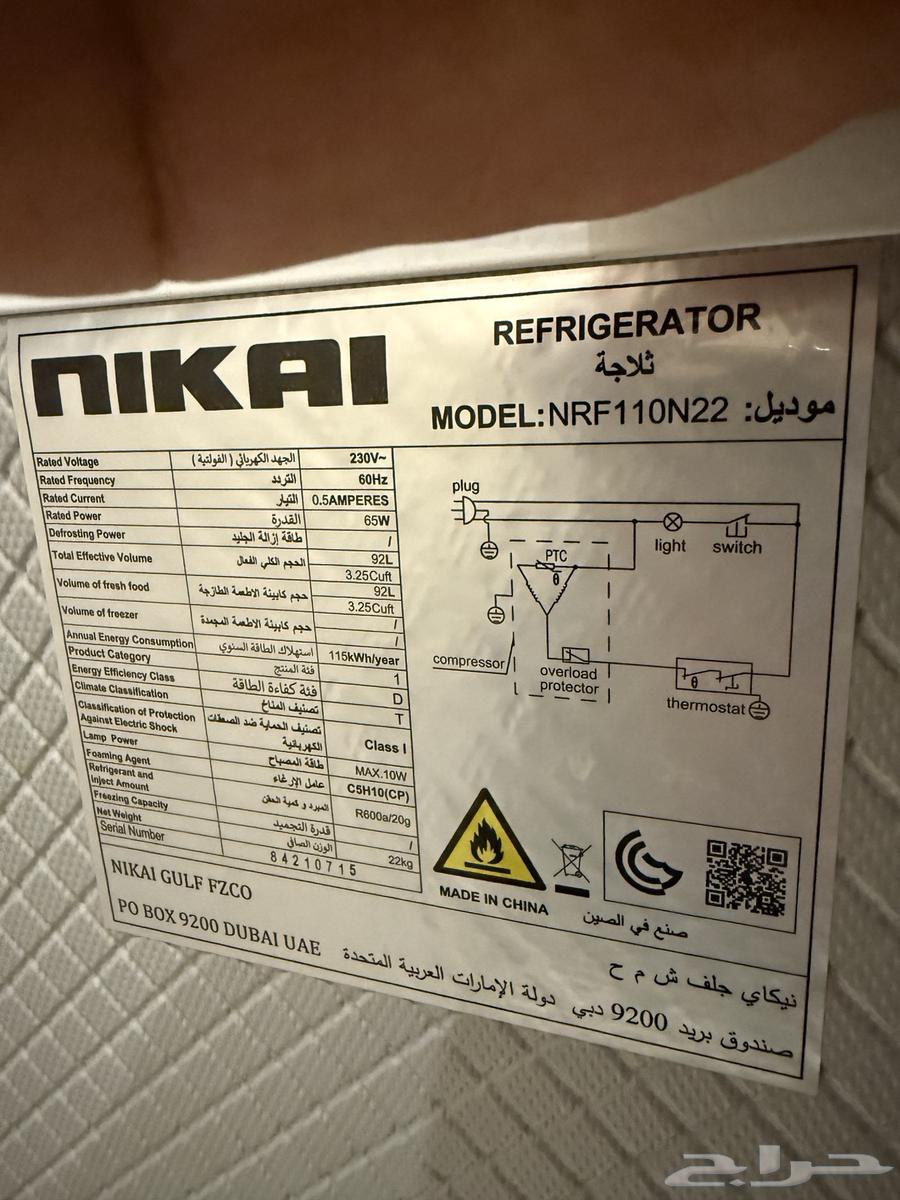 NIKAI
REFRIGERATOR
ثلاجة
MODEL:NRF110N22 موديل:
Rated Voltage الجهد الكهربائي ( الفولتية ) 230V~
Rated Frequency التردد 60Hz
Rated Current التيار 0.5AMPERES
Rated Power القدرة 65W
Defrosting Power طاقة إزالة الجليد /
Total Effective Volume الحجم الكلي الفعال 92L
3.25Cuft
Volume of fresh food حجم كابينة الاطعمة الطازجة 92L
3.25Cuft
Volume of freezer حجم كابينة الاطعمة المجمدة /
/
Annual Energy Consumption استهلاك الطاقة السنوي 115kWh/year
Product Category فئة المنتج 1
Energy Efficiency Class فئة كفاءة الطاقة D
Climate Classification تصنيف المناخ T
Classification of Protection تصنيف الحماية ضد الصعقات
Against Electric Shock الكهربائية Class I
Lamp Power طاقة المصباح MAX.10W
Foaming Agent عامل الإرغاء C5H10(CP)
Refrigerant and
Inject Amount المبرد و كمية الحقن R600a/20g
Freezing Capacity قدرة التجميد /
Net Weight الوزن الصافي 22kg
Serial Number 84210715
plug
light
switch
PTC
θ
compressor
overload
protector
θ
thermostat
MADE IN CHINA
صنع في الصين
NIKAI GULF FZCO
نيكاي جلف ش م ح
PO BOX 9200 DUBAI UAE
صندوق بريد 9200 دبي دولة الإمارات العربية المتحدة
حراج